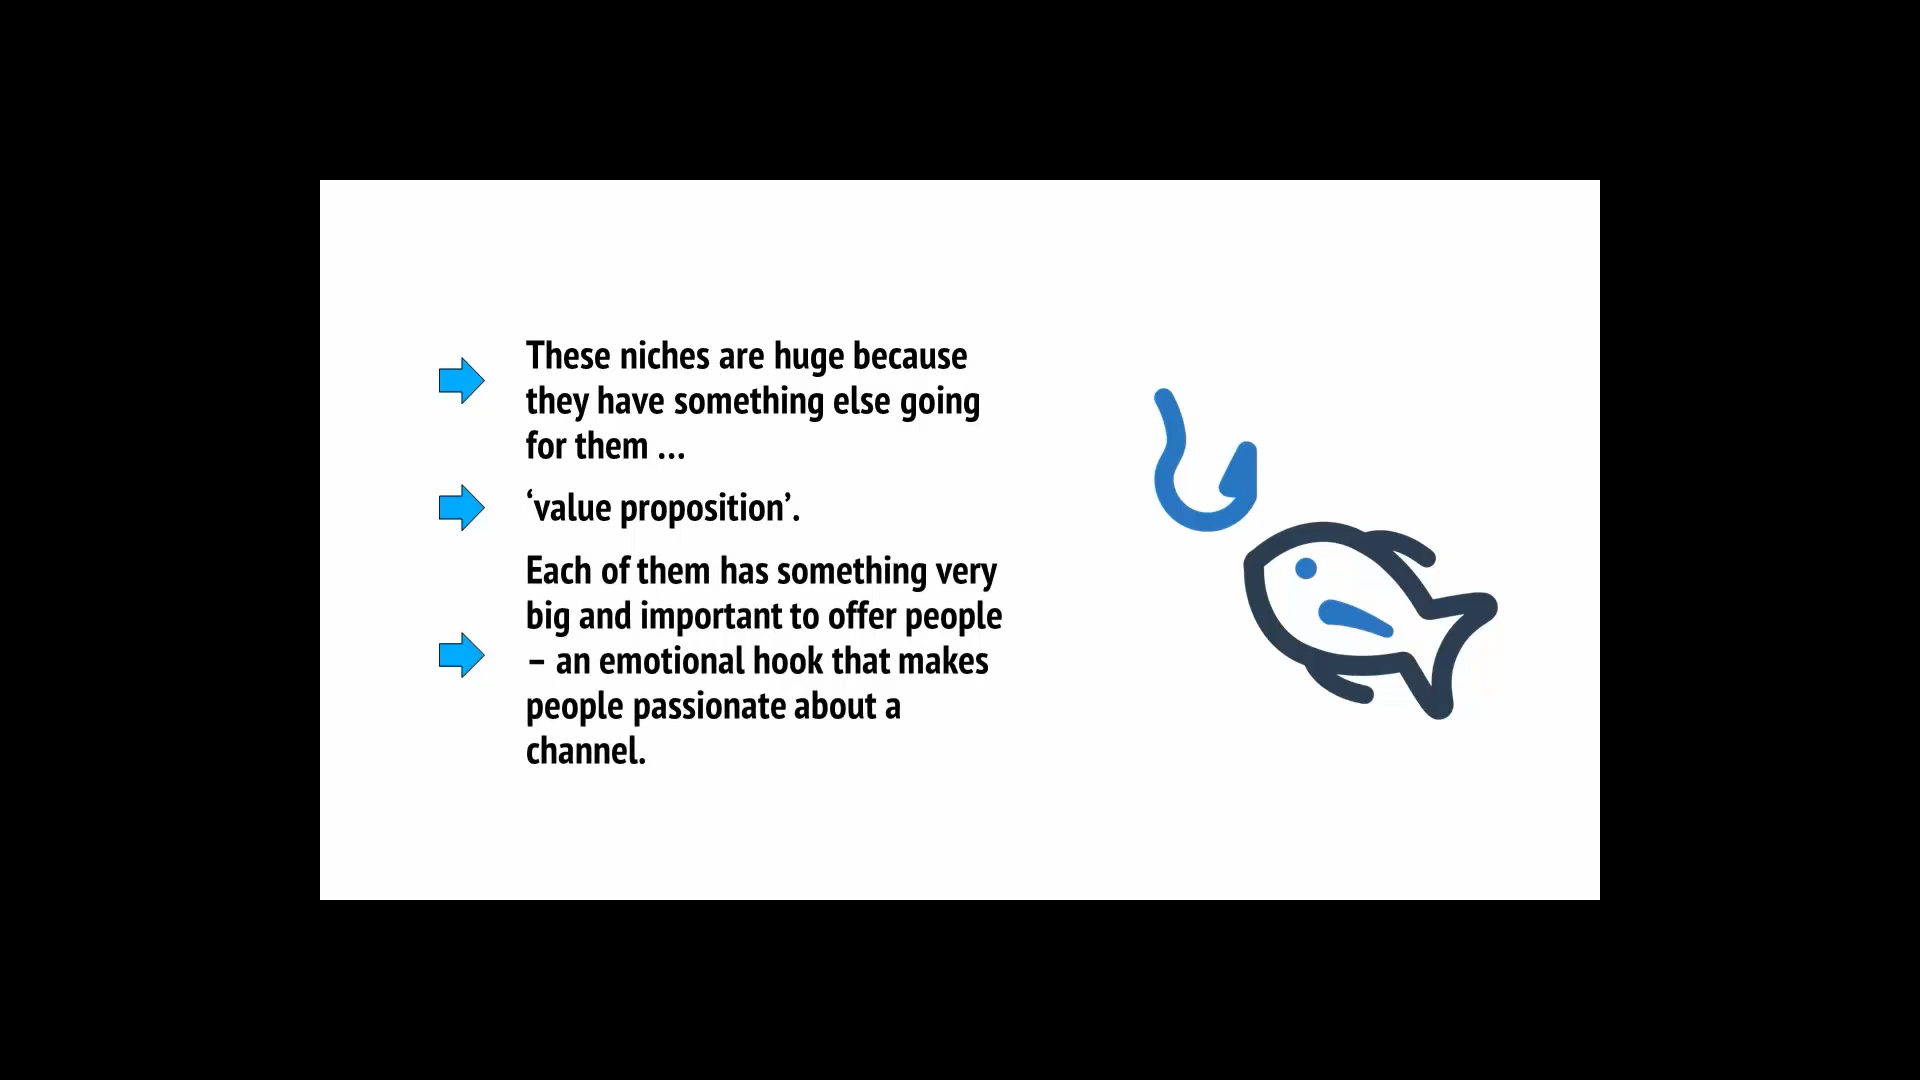 These niches are huge because
they have something else going
for them ...
‘value proposition’.
Each of them has something very
big and important to offer people
– an emotional hook that makes
people passionate about a
channel.